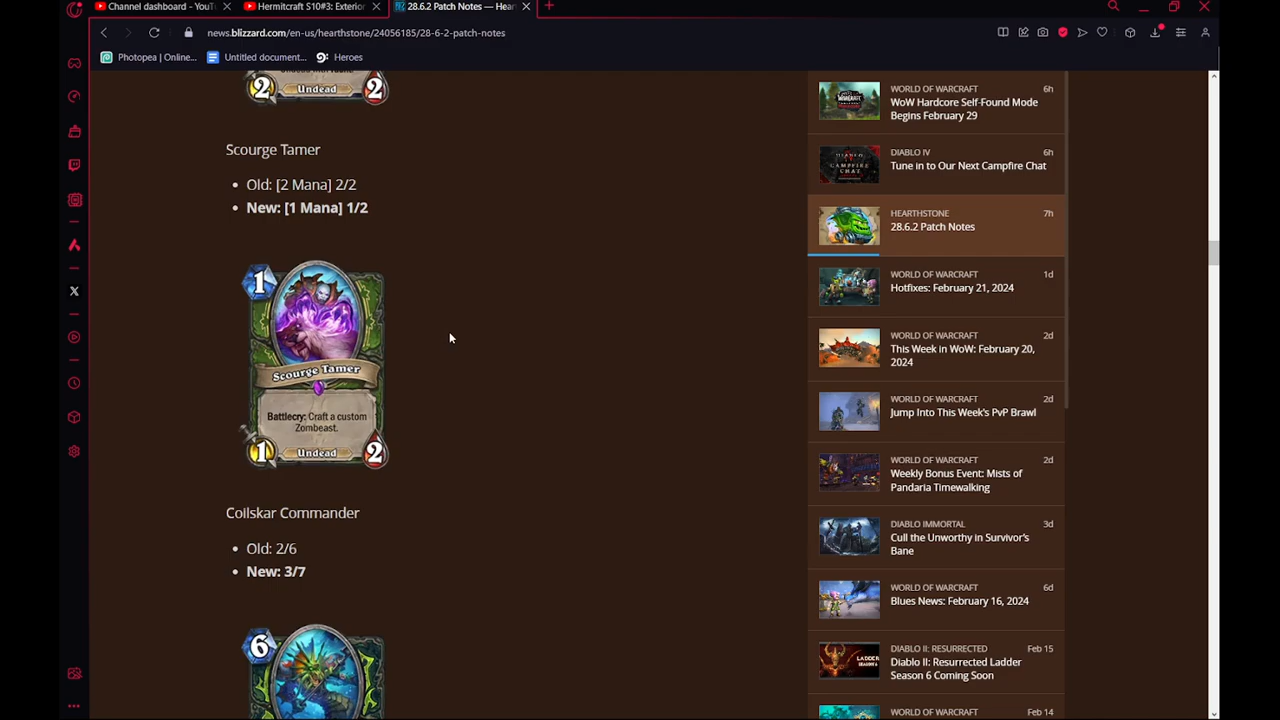 Channel dashboard - YouTu
Hermitcraft S10#3: Exterior
28.6.2 Patch Notes — Hear
news.blizzard.com/en-us/hearthstone/24056185/28-6-2-patch-notes
Photopea | Online...
Untitled document...
Heroes
2 Undead 2
Scourge Tamer
Old: [2 Mana] 2/2
New: [1 Mana] 1/2
1
Scourge Tamer
Battlecry: Craft a custom
Zombeast.
1 Undead 2
Coilskar Commander
Old: 2/6
New: 3/7
6
WORLD OF WARCRAFT 6h
WoW Hardcore Self-Found Mode
Begins February 29
DIABLO IV 6h
Tune in to Our Next Campfire Chat
HEARTHSTONE 7h
28.6.2 Patch Notes
WORLD OF WARCRAFT 1d
Hotfixes: February 21, 2024
WORLD OF WARCRAFT 2d
This Week in WoW: February 20,
2024
WORLD OF WARCRAFT 2d
Jump Into This Week's PvP Brawl
WORLD OF WARCRAFT 2d
Weekly Bonus Event: Mists of
Pandaria Timewalking
DIABLO IMMORTAL 3d
Cull the Unworthy in Survivor's
Bane
WORLD OF WARCRAFT 6d
Blues News: February 16, 2024
DIABLO II: RESURRECTED Feb 15
Diablo II: Resurrected Ladder
Season 6 Coming Soon
WORLD OF WARCRAFT Feb 14